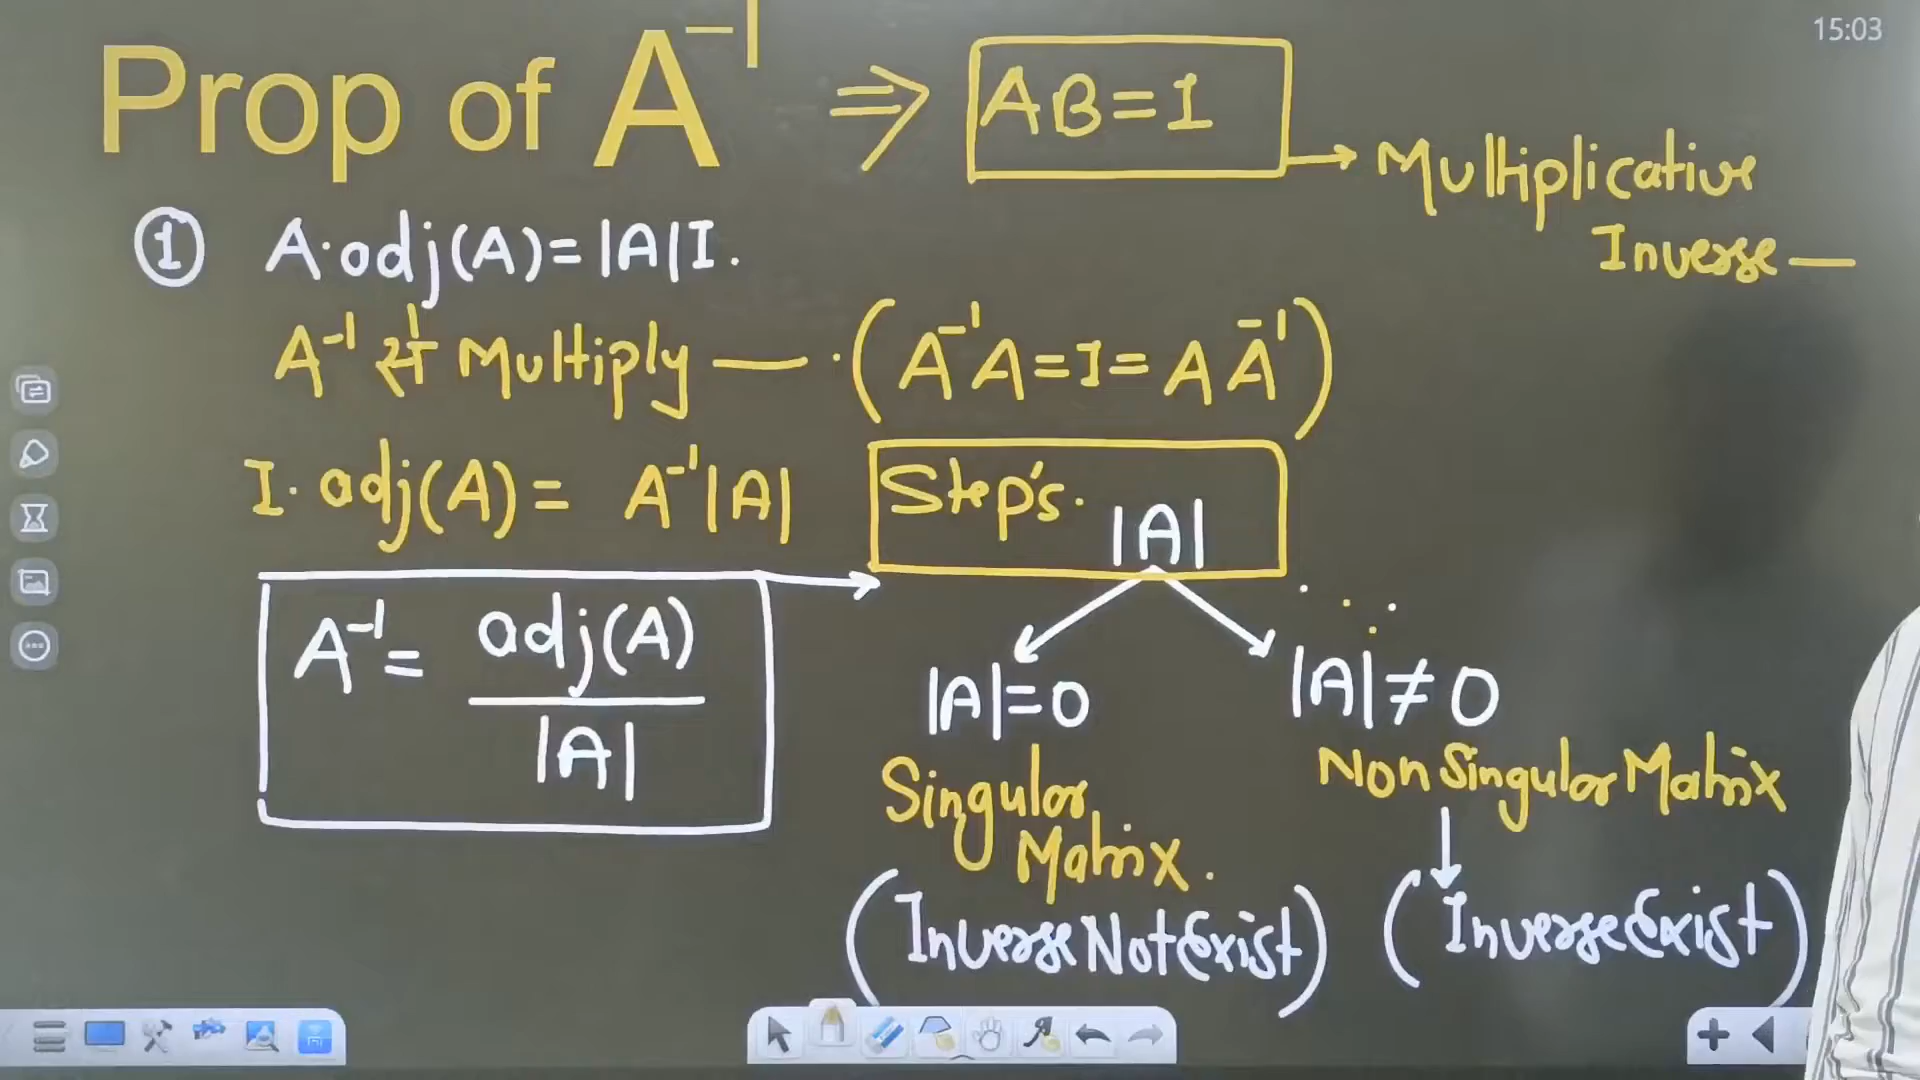 15:03
Prop of A⁻¹ ⇒ AB=I
→ Multiplicative
Inverse —
① A·adj(A)=|A|I.
A⁻¹ से Multiply — ·(A⁻¹A=I=AA⁻¹)
I·adj(A)= A⁻¹|A|
Step's· |A|
A⁻¹= adj(A)/|A|
|A|=0
|A|≠0
Singular
Matrix.
(Inverse Not Exist)
Non Singular Matrix
↓
(Inverse Exist)